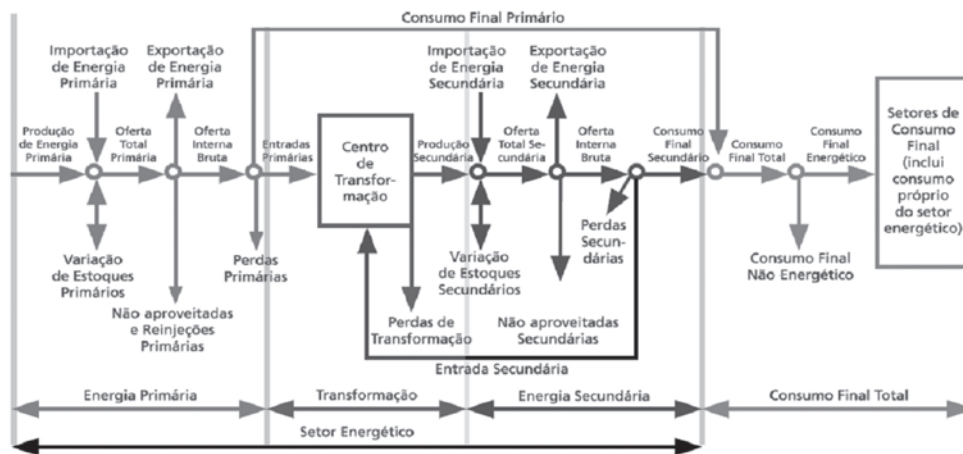 Consumo Final Primário
Importação
de Energia
Primária
Exportação
de Energia
Primária
Importação
de Energia
Secundária
Exportação
de Energia
Secundária
Setores de
Consumo
Final
(inclui
consumo
próprio
do setor
energético)
Produção
de Energia
Primária
Oferta
Total
Primária
Oferta
Interna
Bruta
Entradas
Primárias
Centro
de
Transfor-
mação
Produção
Secundária
Oferta
Total Se-
cundária
Oferta
Interna
Bruta
Consumo
Final
Secundário
Consumo
Final Total
Consumo
Final
Energético
Variação
de Estoques
Primários
Perdas
Primárias
Variação
de Estoques
Secundários
Perdas
Secun-
dárias
Consumo Final
Não Energético
Não aproveitadas
e Reinjeções
Primárias
Perdas de
Transformação
Não aproveitadas
Secundárias
Entrada Secundária
Energia Primária
Transformação
Energia Secundária
Consumo Final Total
Setor Energético